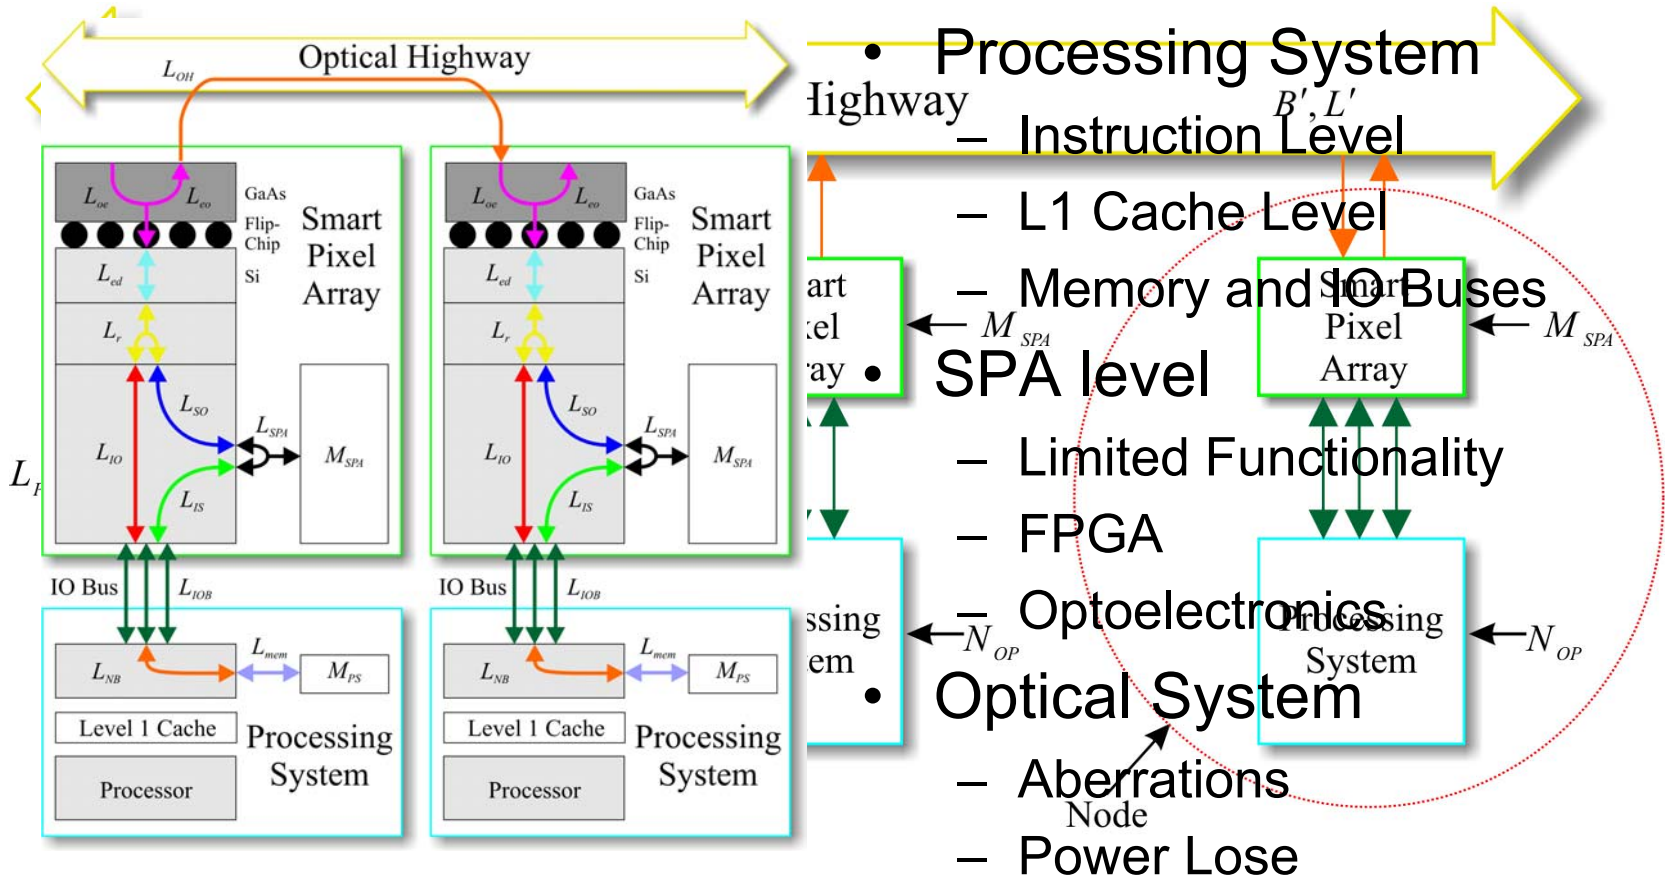 Optical Highway
L_OH
L_oe
L_eo
GaAs
Flip-
Chip
Si
Smart
Pixel
Array
L_ed
L_r
L_SO
L_SPA
L_IO
M_SPA
L_IS
IO Bus
L_IOB
L_NB
L_mem
M_PS
Level 1 Cache
Processing
System
Processor
L_oe
L_eo
GaAs
Flip-
Chip
Si
Smart
Pixel
Array
L_ed
L_r
L_SO
L_SPA
L_IO
M_SPA
L_IS
IO Bus
L_IOB
L_NB
L_mem
M_PS
Level 1 Cache
Processing
System
Processor
• Processing System
– Instruction Level
– L1 Cache Level
– Memory and IO Buses
• SPA level
– Limited Functionality
– FPGA
– Optoelectronics
• Optical System
– Aberrations
– Power Lose
Highway
B', L'
M_SPA
N_OP
Smart
Pixel
Array
M_SPA
Processing
System
N_OP
Node